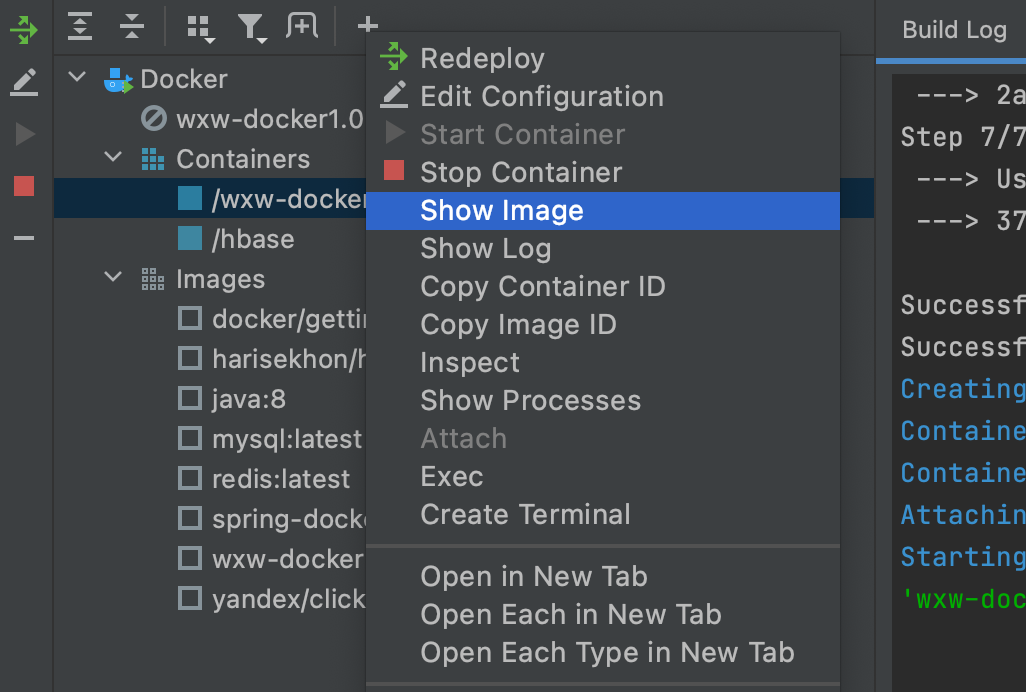 Docker
wxw-docker1.0
Containers
/wxw-docker
/hbase
Images
docker/getti
harisekhon/h
java:8
mysql:latest
redis:latest
spring-docke
wxw-docker
yandex/click
Redeploy
Edit Configuration
Start Container
Stop Container
Show Image
Show Log
Copy Container ID
Copy Image ID
Inspect
Show Processes
Attach
Exec
Create Terminal
Open in New Tab
Open Each in New Tab
Open Each Type in New Tab
Build Log
---> 2a
Step 7/7
---> Us
---> 37
Successf
Successf
Creating
Containe
Containe
Attachin
Starting
'wxw-doc